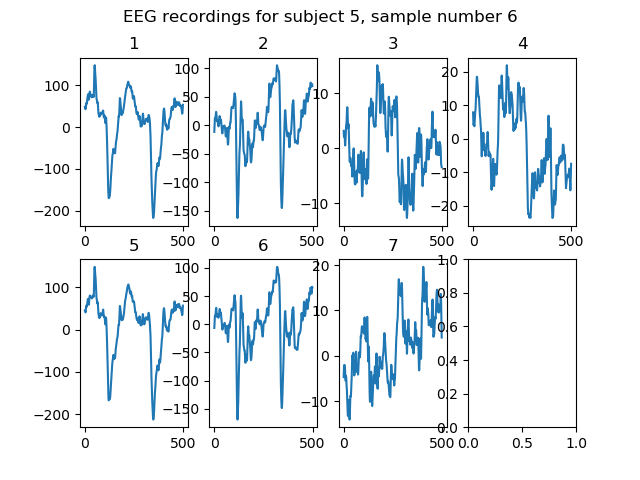 EEG recordings for subject 5, sample number 6
1 2 3 4
100 0 −100 −200
100 50 0 −50 −100 −150
10 0 −10
20 10 0 −10 −20
0 500 0 500 0 500 0 500
5 6 7
100 0 −100 −200
100 50 0 −50 −100 −150
20 10 0 −10
1.0 0.8 0.6 0.4 0.2 0.0
0 500 0 500 0 500 0.0 0.5 1.0